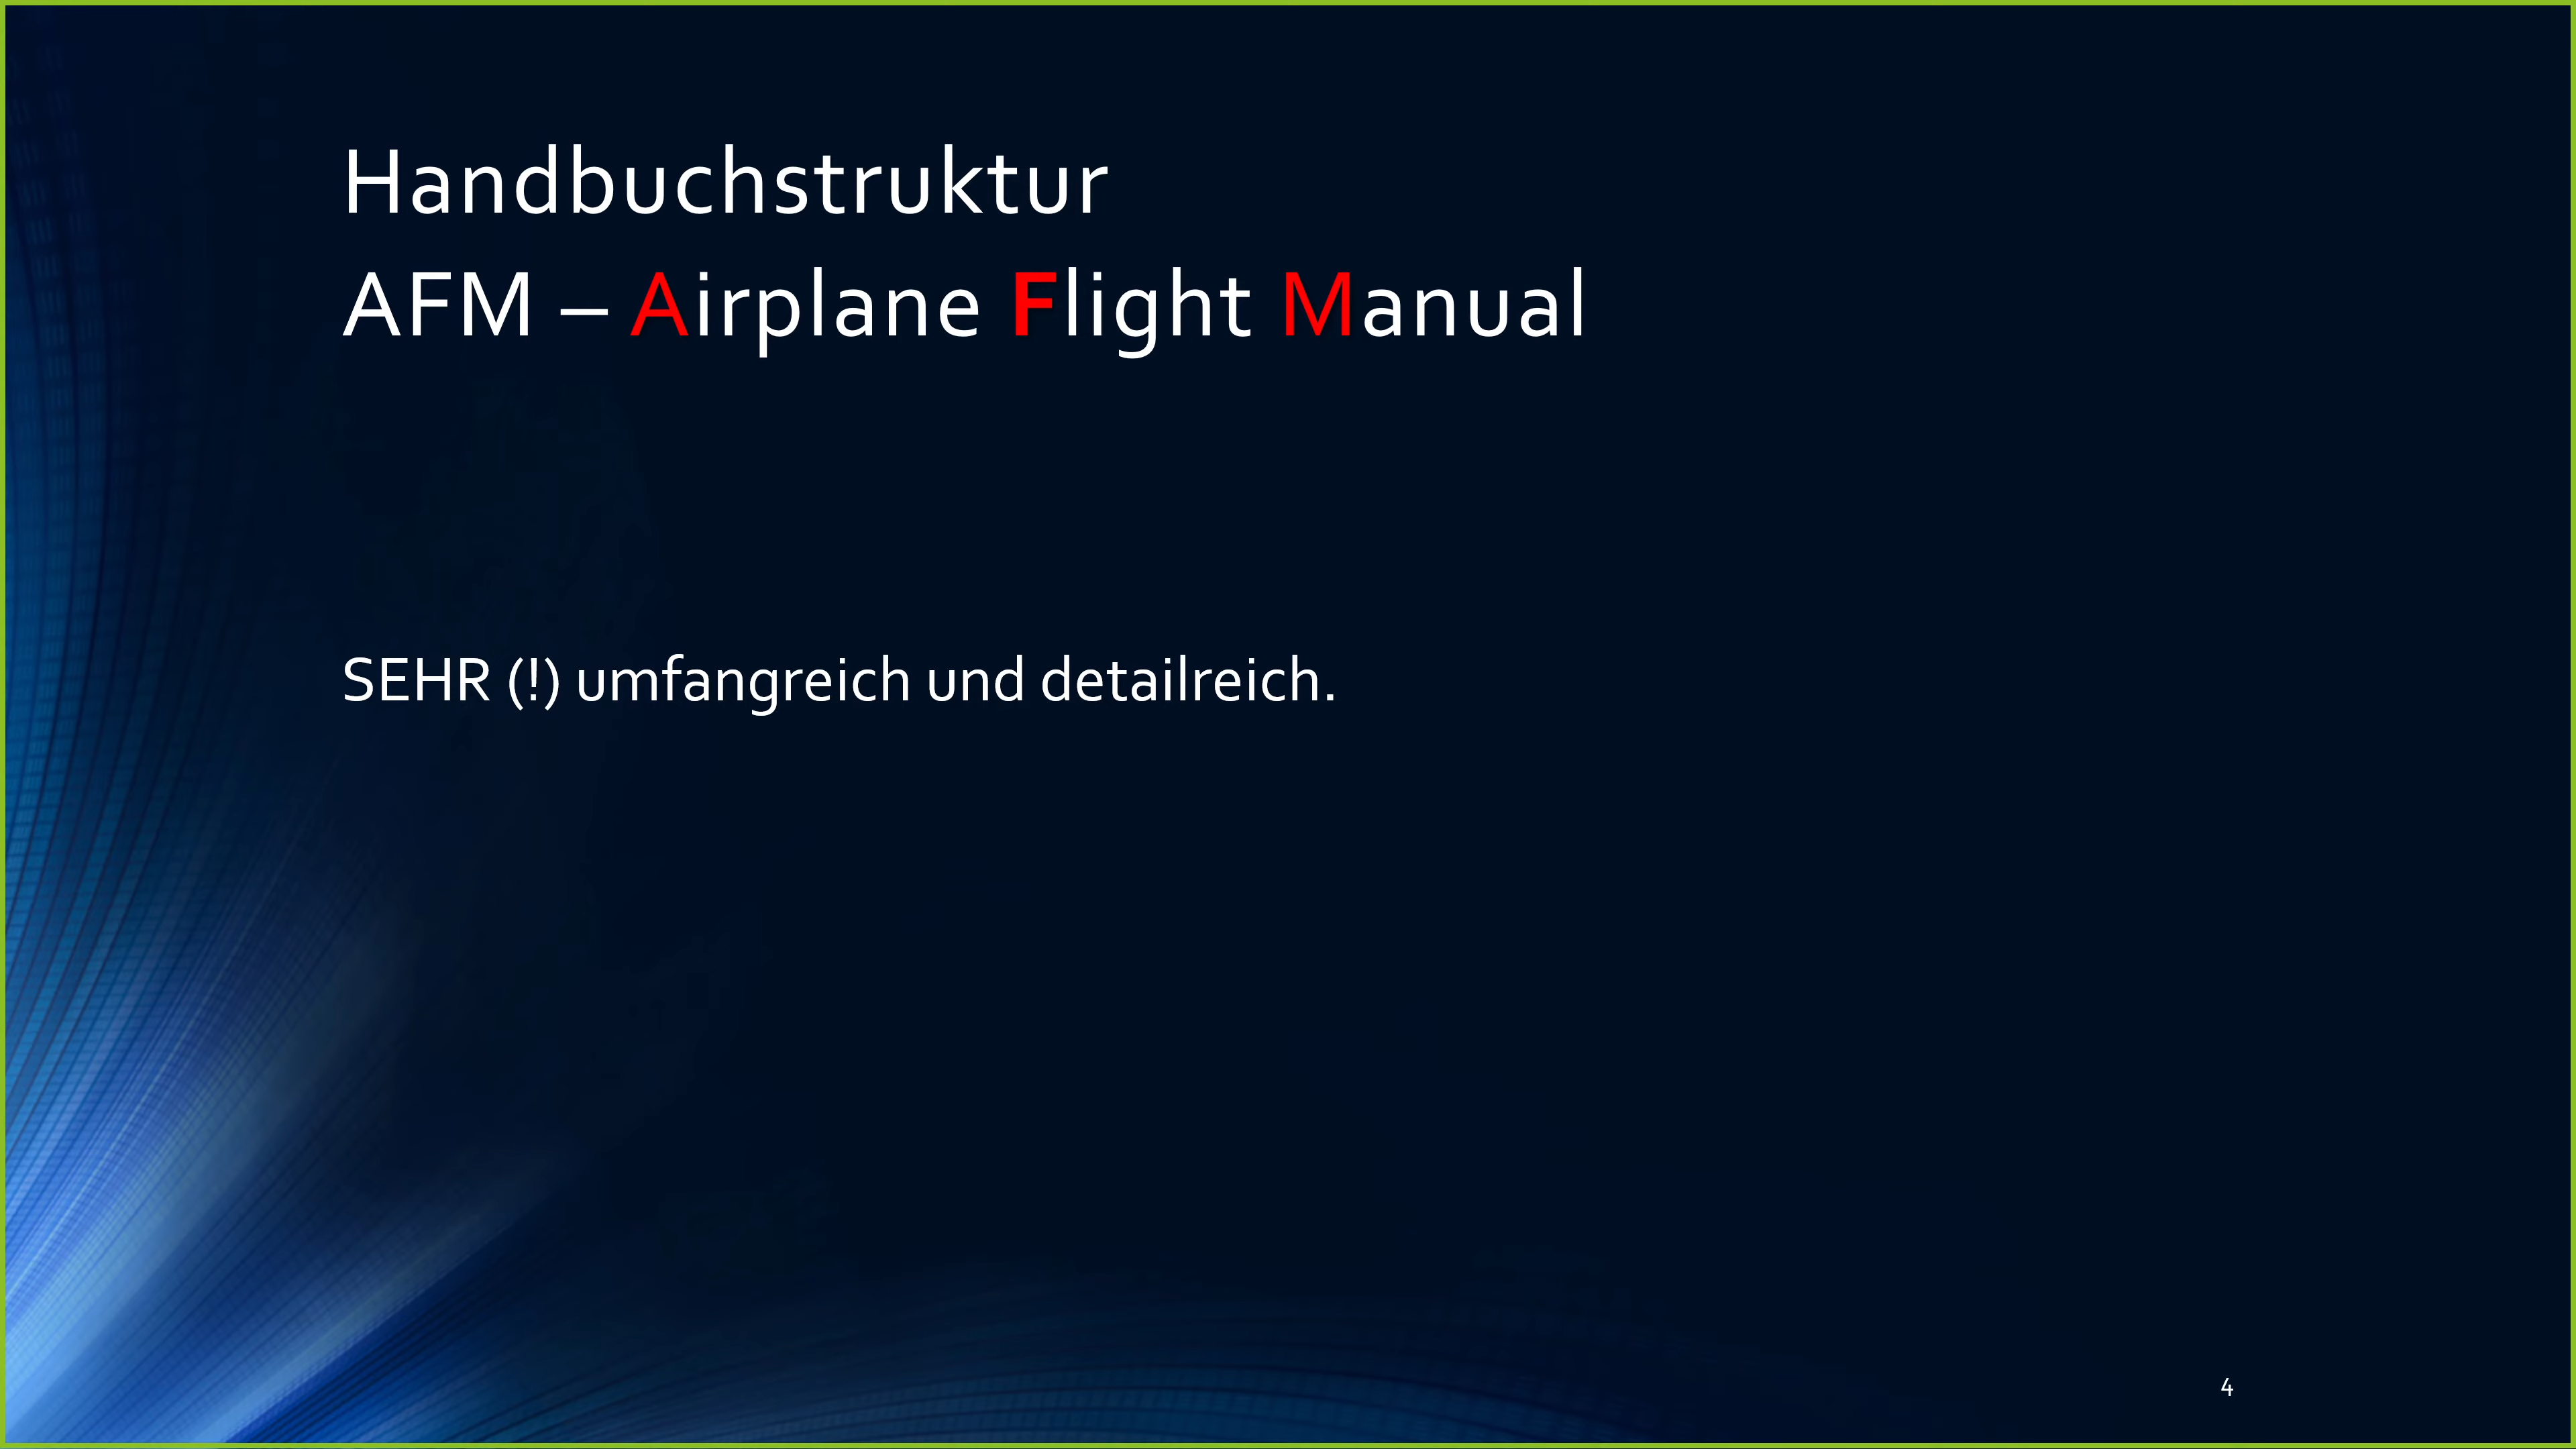 Handbuchstruktur
AFM – Airplane Flight Manual
SEHR (!) umfangreich und detailreich.
4